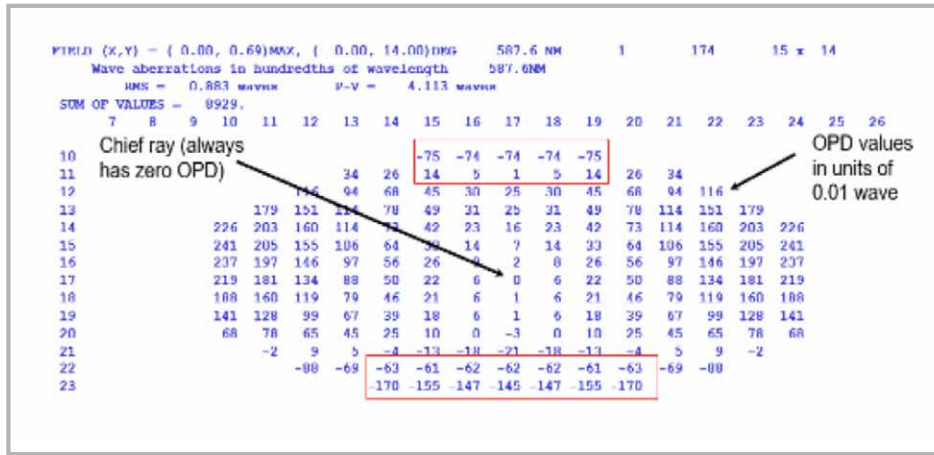 FIELD (X,Y) = ( 0.00, 0.69)MAX, ( 0.00, 14.00)DEG 587.6 NM 1 174 15 x 14
Wave aberrations in hundredths of wavelength 587.6NM
RMS = 0.883 WAVES P-V = 4.113 WAVES
SUM OF VALUES = 8929.
7 8 9 10 11 12 13 14 15 16 17 18 19 20 21 22 23 24 25 26
Chief ray (always has zero OPD)
OPD values in units of 0.01 wave
10 -75 -74 -74 -74 -75
11 34 26 14 5 1 5 14 26 34
12 116 94 68 45 30 25 30 45 68 94 116
13 179 151 114 78 49 31 25 31 49 78 114 151 179
14 226 203 160 114 73 42 23 16 23 42 73 114 160 203 226
15 241 205 155 106 64 14 7 14 33 64 106 155 205 241
16 237 197 146 97 56 26 2 8 26 56 97 146 197 237
17 219 181 134 88 50 22 6 0 6 22 50 88 134 181 219
18 188 160 119 79 46 21 6 1 6 21 46 79 119 160 188
19 141 128 99 67 39 18 6 1 6 18 39 67 99 128 141
20 68 78 65 45 25 10 0 -3 0 10 25 45 65 78 68
21 -2 9 5 -4 -13 -18 -21 -18 -13 -4 5 9 -2
22 -88 -69 -63 -61 -62 -62 -62 -61 -63 -69 -88
23 -170 -155 -147 -145 -147 -155 -170